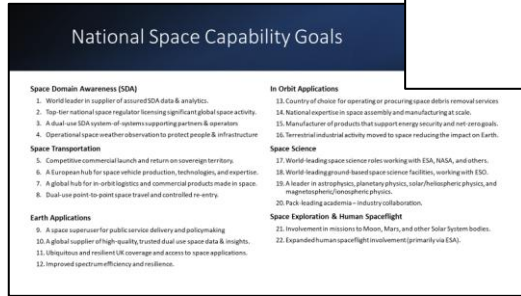 National Space Capability Goals
Space Domain Awareness (SDA)
1. World leader in supplier of assured SDA data & analytics.
2. Top-tier national space regulator licensing significant global space activity.
3. A dual-use SDA system-of-systems supporting partners & operators
4. Operational space weather observation to protect people & infrastructure
Space Transportation
5. Competitive commercial launch and return on sovereign territory.
6. A European hub for space vehicle production, technologies, and expertise.
7. A global hub for in-orbit logistics and commercial products made in space.
8. Dual-use point-to-point space travel and controlled re-entry.
Earth Applications
9. A space superuser for public service delivery and policymaking
10. A global supplier of high-quality, trusted dual use space data & insights.
11. Ubiquitous and resilient UK coverage and access to space applications.
12. Improved spectrum efficiency and resilience.
In Orbit Applications
13. Country of choice for operating or procuring space debris removal services
14. National expertise in space assembly and manufacturing at scale.
15. Manufacturer of products that support energy security and net-zero goals.
16. Terrestrial industrial activity moved to space reducing the impact on Earth.
Space Science
17. World-leading space science roles working with ESA, NASA, and others.
18. World-leading ground-based space science facilities, working with ESO.
19. A leader in astrophysics, planetary physics, solar/heliospheric physics, and
magnetospheric/ionospheric physics.
20. Pack-leading academia – industry collaboration.
Space Exploration & Human Spaceflight
21. Involvement in missions to Moon, Mars, and other Solar System bodies.
22. Expanded human spaceflight involvement (primarily via ESA).